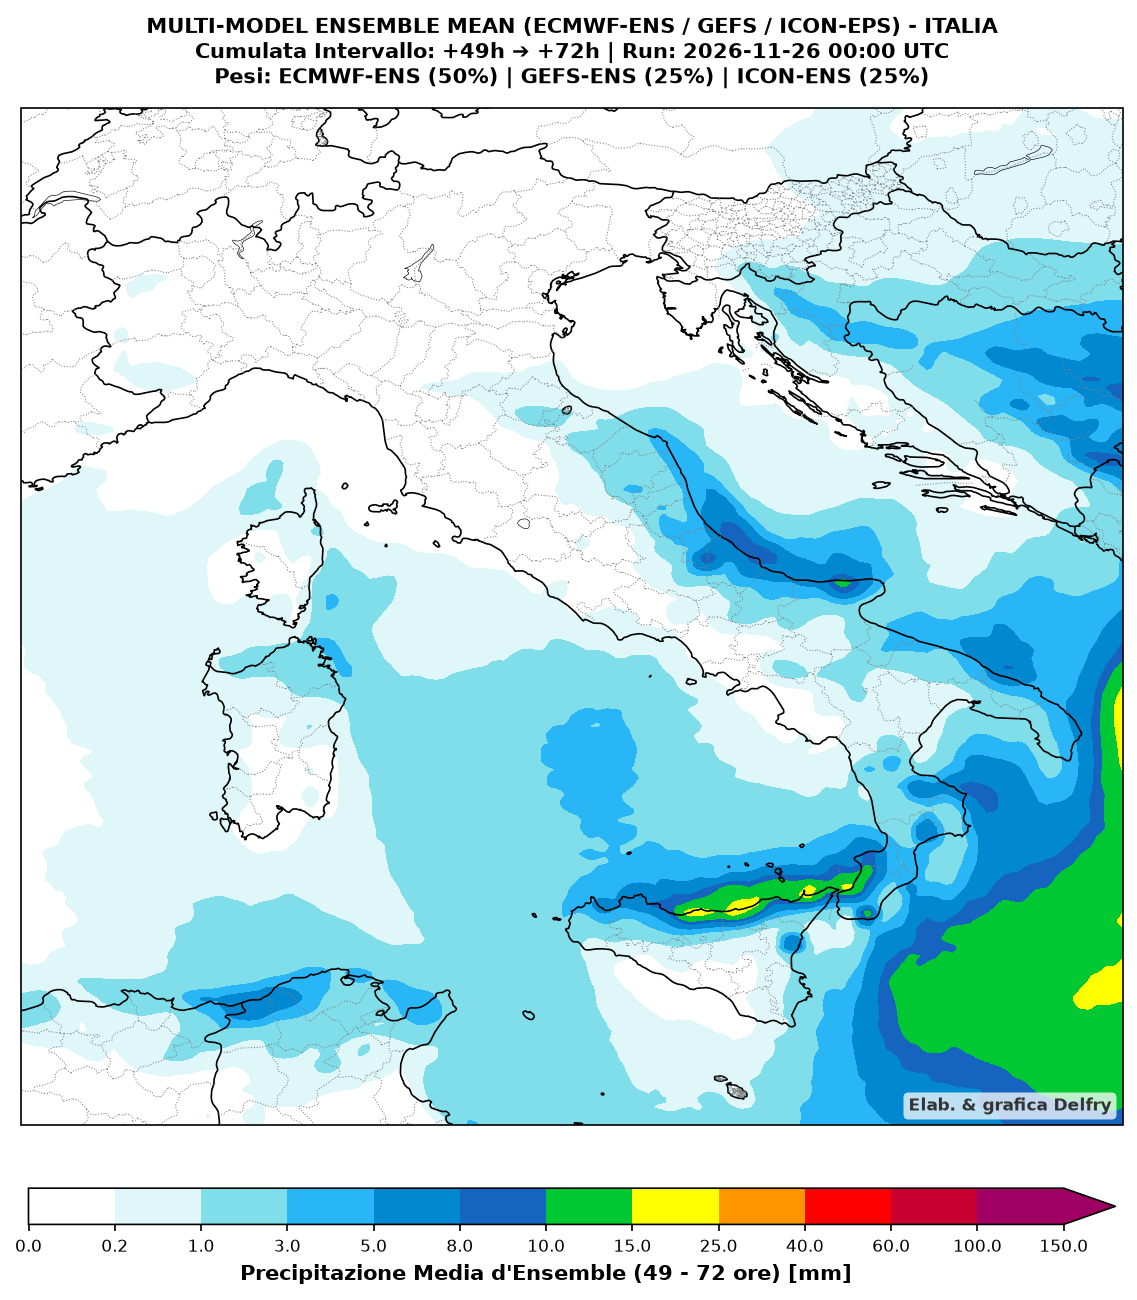 MULTI-MODEL ENSEMBLE MEAN (ECMWF-ENS / GEFS / ICON-EPS) - ITALIA
Cumulata Intervallo: +49h ➔ +72h | Run: 2026-11-26 00:00 UTC
Pesi: ECMWF-ENS (50%) | GEFS-ENS (25%) | ICON-ENS (25%)
Elab. & grafica Delfry
0.0 0.2 1.0 3.0 5.0 8.0 10.0 15.0 25.0 40.0 60.0 100.0 150.0
Precipitazione Media d'Ensemble (49 - 72 ore) [mm]